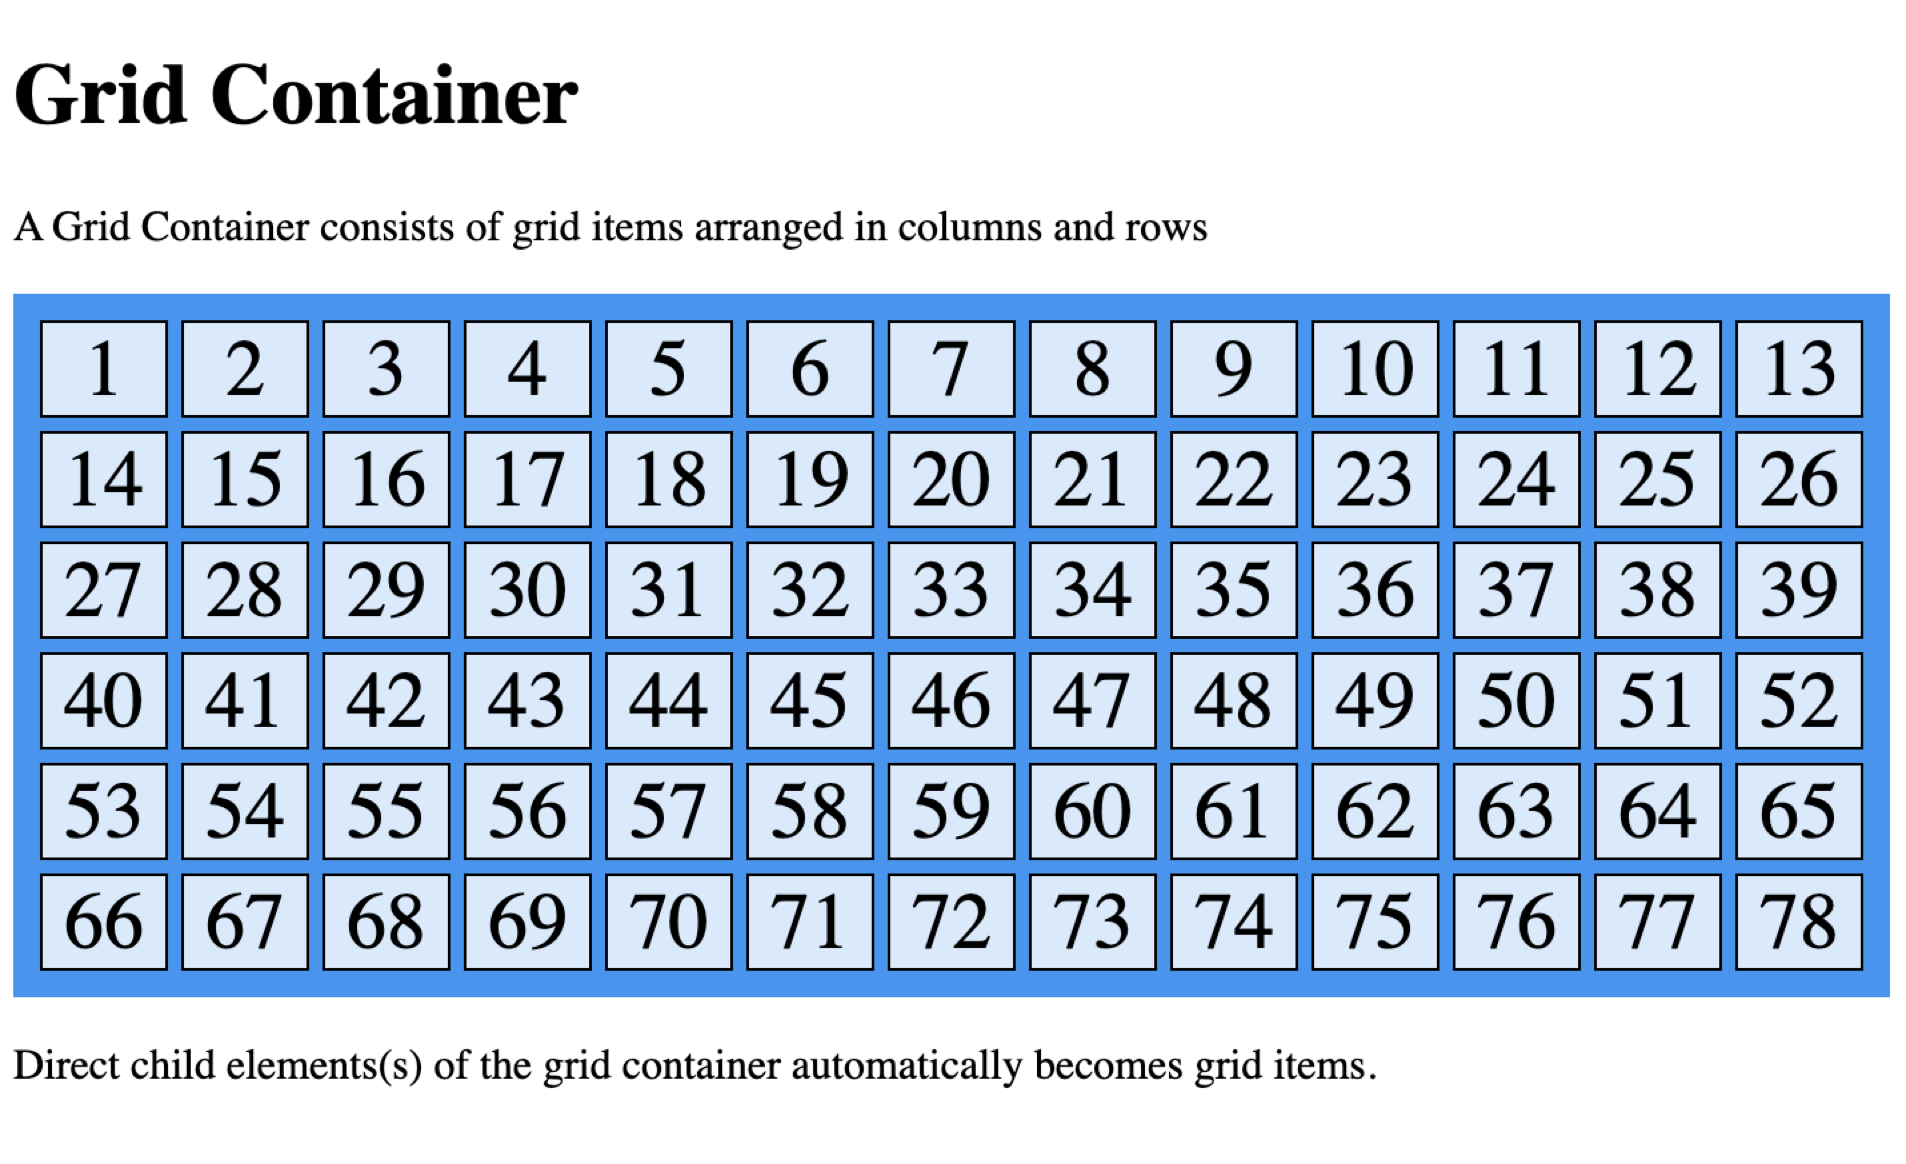 Grid Container
A Grid Container consists of grid items arranged in columns and rows
1 2 3 4 5 6 7 8 9 10 11 12 13
14 15 16 17 18 19 20 21 22 23 24 25 26
27 28 29 30 31 32 33 34 35 36 37 38 39
40 41 42 43 44 45 46 47 48 49 50 51 52
53 54 55 56 57 58 59 60 61 62 63 64 65
66 67 68 69 70 71 72 73 74 75 76 77 78
Direct child elements(s) of the grid container automatically becomes grid items.